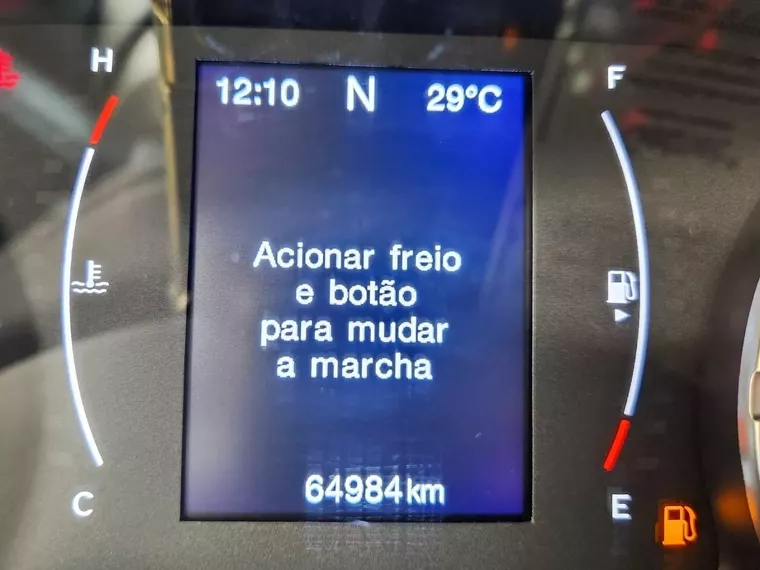 H
F
12:10 N 29°C
Acionar freio
e botão
para mudar
a marcha
64984km
C
E